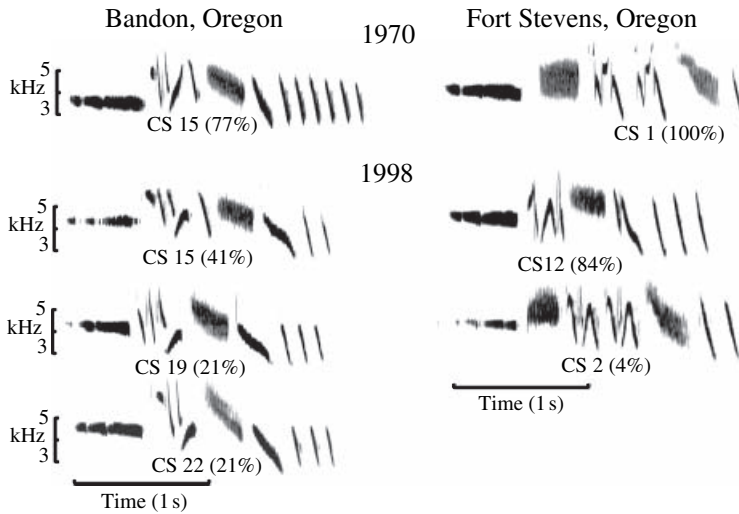 Bandon, Oregon
Fort Stevens, Oregon
1970
kHz 5 3
CS 15 (77%)
CS 1 (100%)
1998
kHz 5 3
CS 15 (41%)
CS12 (84%)
kHz 5 3
CS 19 (21%)
CS 2 (4%)
kHz 5 3
CS 22 (21%)
Time (1 s)
Time (1 s)